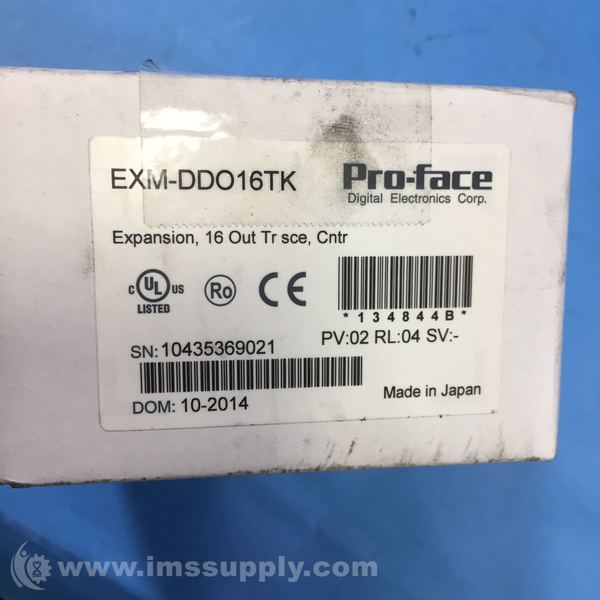 EXM-DDO16TK
Pro-face
Digital Electronics Corp.
Expansion, 16 Out Tr sce, Cntr
C UL US
LISTED
Ro
CE
*134844B*
PV:02 RL:04 SV:-
SN: 10435369021
DOM: 10-2014
Made in Japan
www.imssupply.com